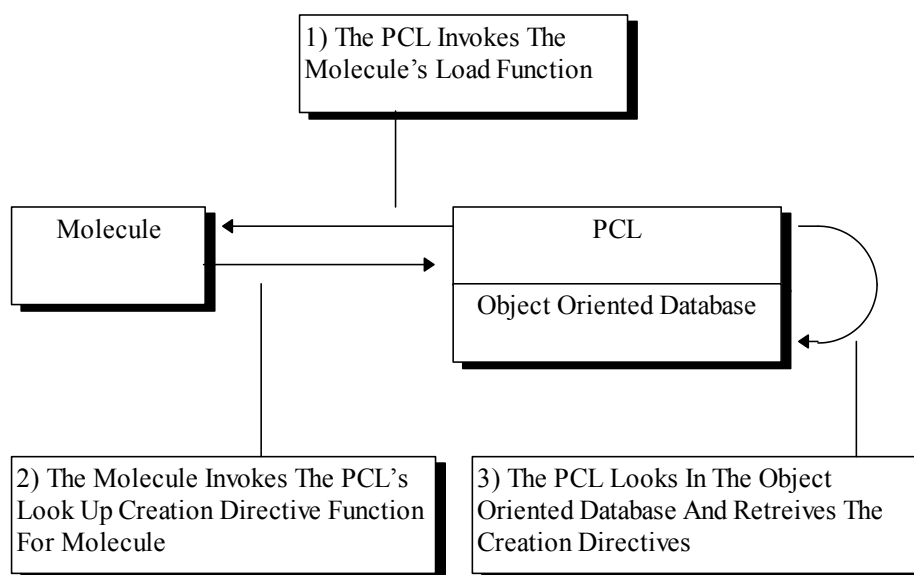 1) The PCL Invokes The
Molecule's Load Function
Molecule
PCL
Object Oriented Database
2) The Molecule Invokes The PCL's
Look Up Creation Directive Function
For Molecule
3) The PCL Looks In The Object
Oriented Database And Retreives The
Creation Directives